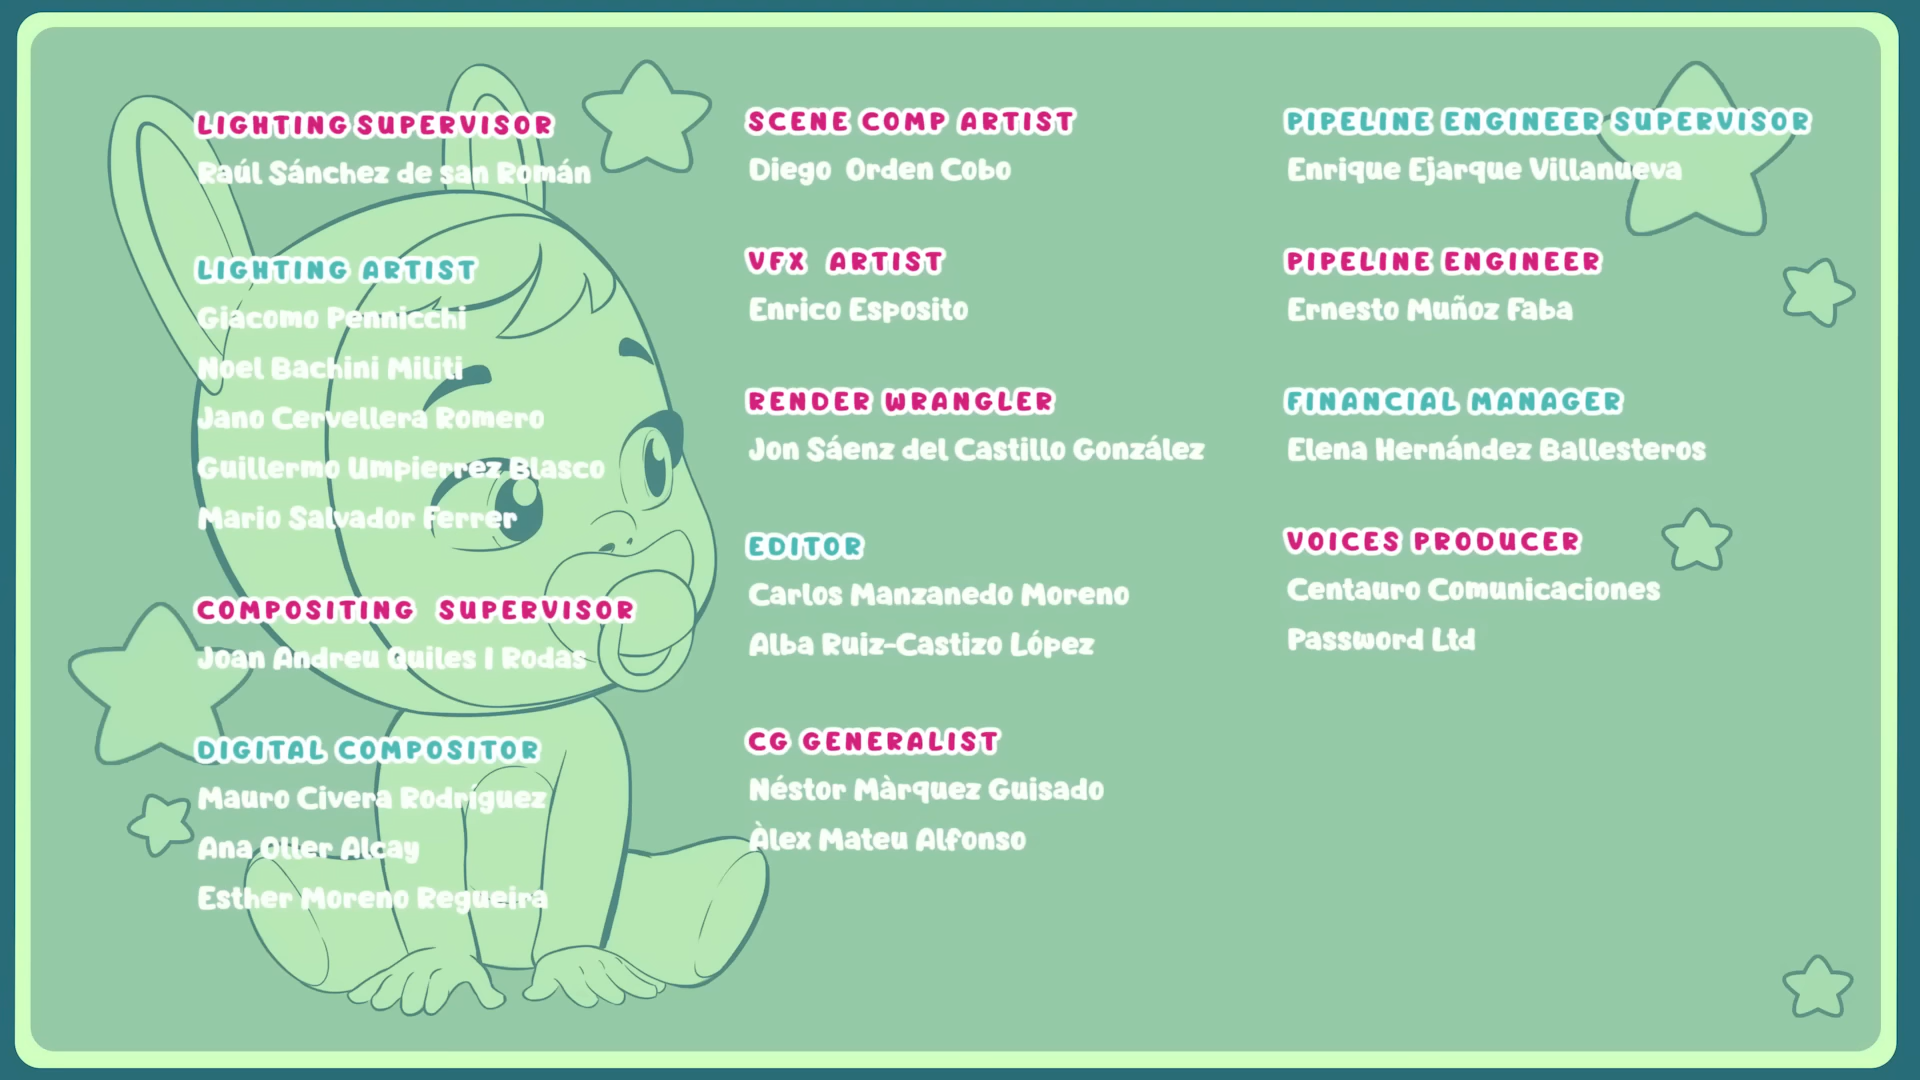 LIGHTING SUPERVISOR
Raúl Sánchez de san Román
LIGHTING ARTIST
Giacomo Pennicchi
Noel Bachini Militi
Jano Cervellera Romero
Guillermo Umpierrez Blasco
Mario Salvador Ferrer
COMPOSITING SUPERVISOR
Joan Andreu Quiles I Rodas
DIGITAL COMPOSITOR
Mauro Civera Rodríguez
Ana Oller Alcay
Esther Moreno Regueira
SCENE COMP ARTIST
Diego Orden Cobo
VFX ARTIST
Enrico Esposito
RENDER WRANGLER
Jon Sáenz del Castillo González
EDITOR
Carlos Manzanedo Moreno
Alba Ruiz-Castizo López
CG GENERALIST
Néstor Màrquez Guisado
Àlex Mateu Alfonso
PIPELINE ENGINEER SUPERVISOR
Enrique Ejarque Villanueva
PIPELINE ENGINEER
Ernesto Muñoz Faba
FINANCIAL MANAGER
Elena Hernández Ballesteros
VOICES PRODUCER
Centauro Comunicaciones
Password Ltd